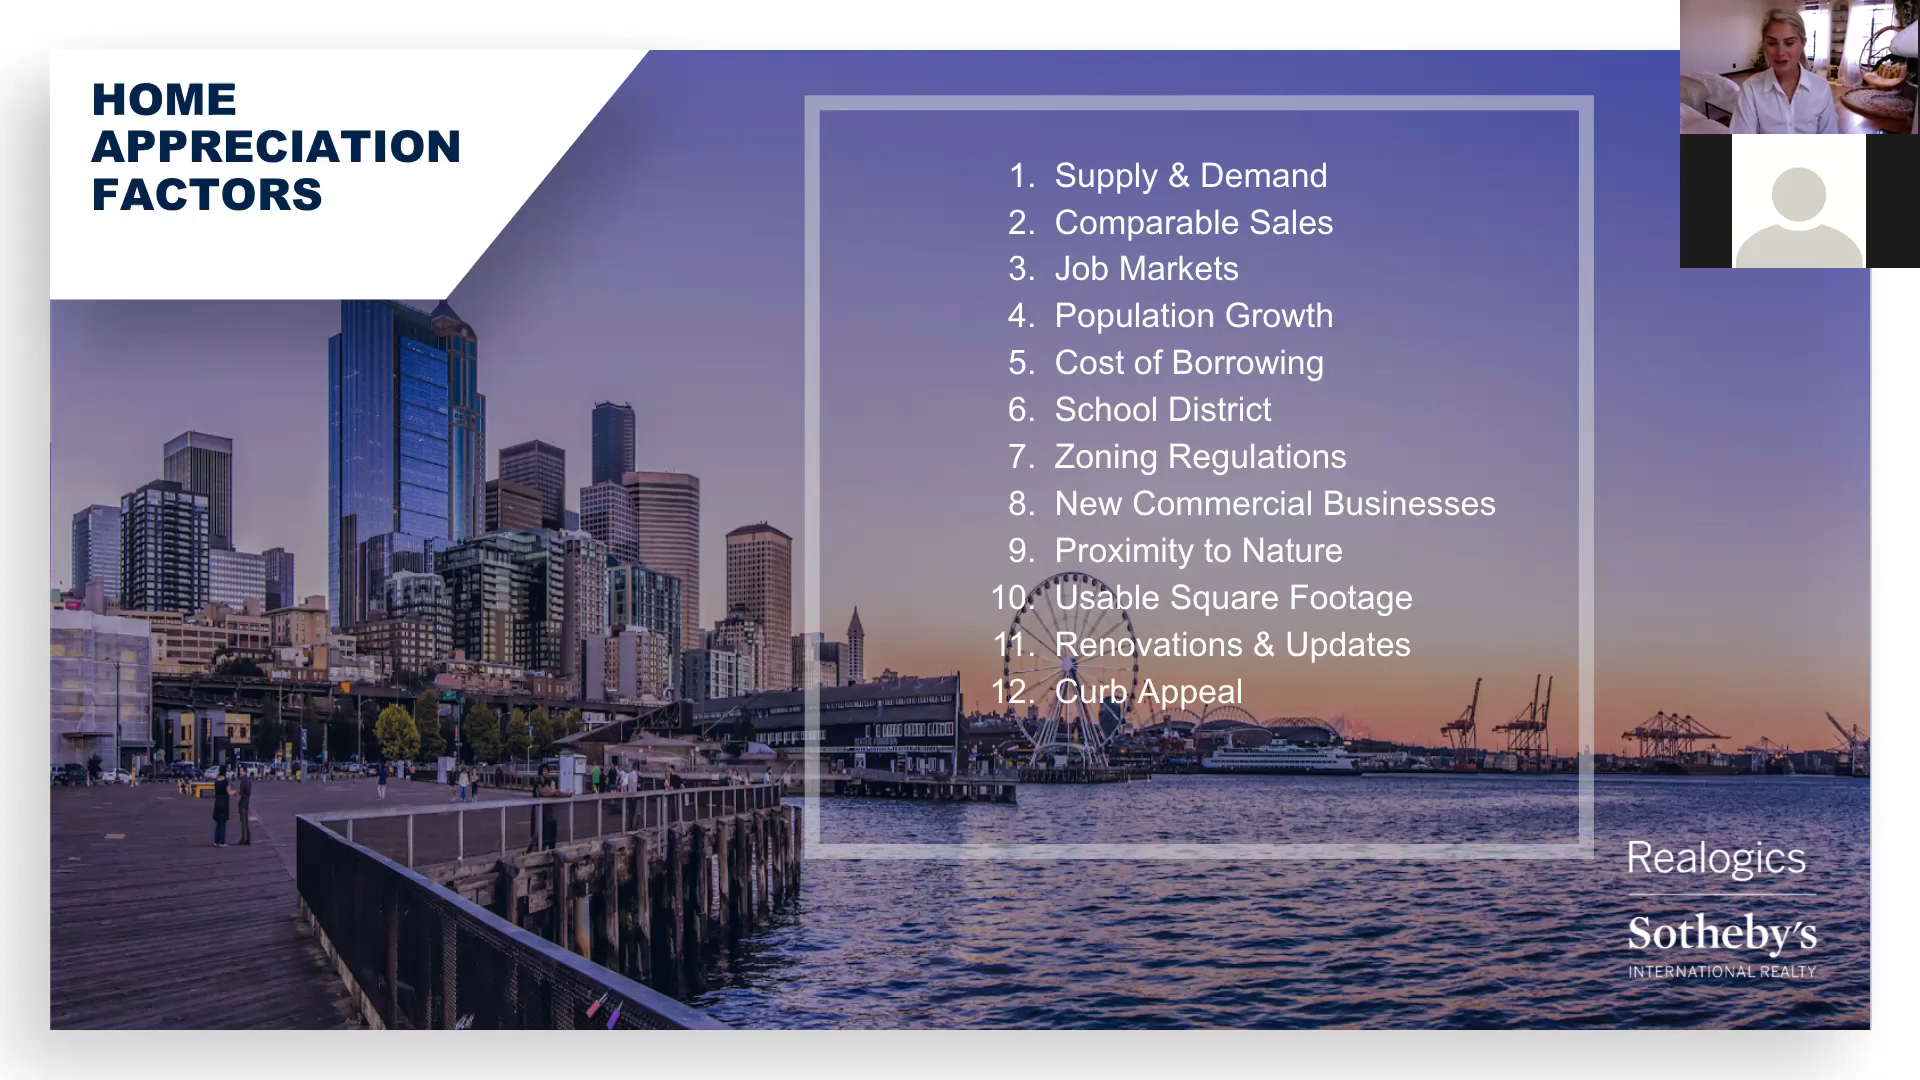 HOME
APPRECIATION
FACTORS
1. Supply & Demand
2. Comparable Sales
3. Job Markets
4. Population Growth
5. Cost of Borrowing
6. School District
7. Zoning Regulations
8. New Commercial Businesses
9. Proximity to Nature
10. Usable Square Footage
11. Renovations & Updates
12. Curb Appeal
Realogics
Sotheby's
INTERNATIONAL REALTY